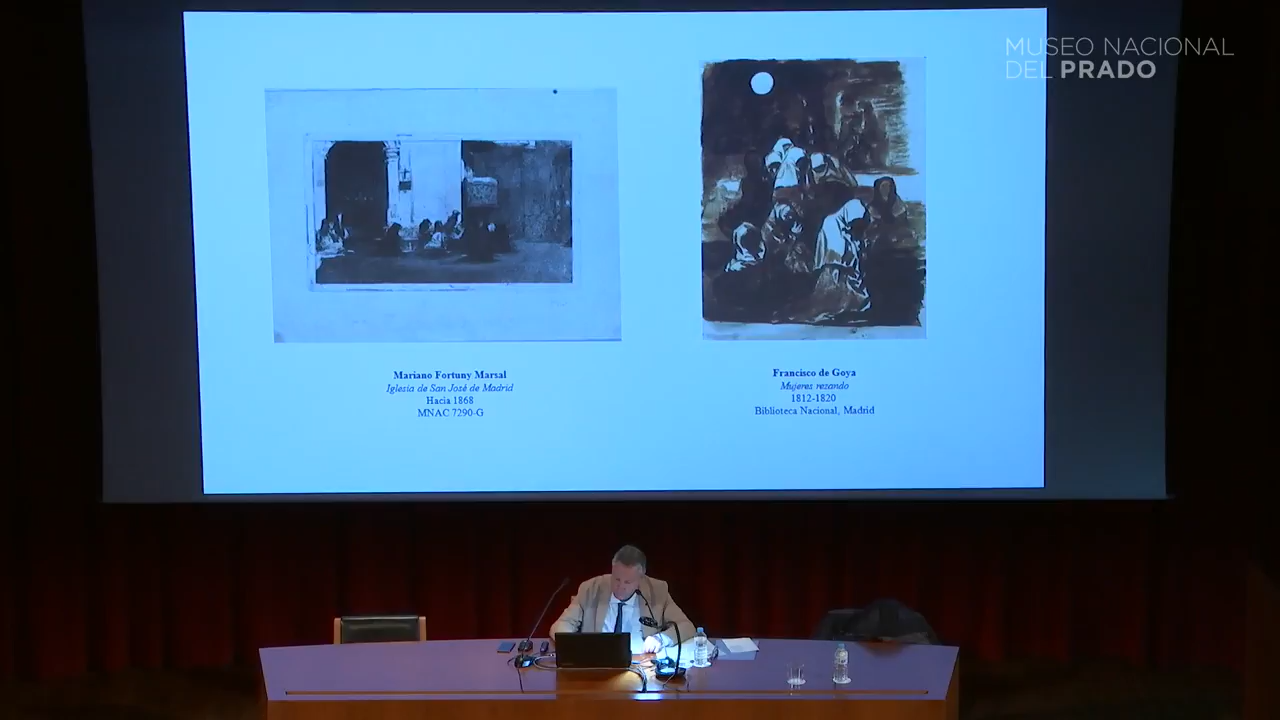 MUSEO NACIONAL
DEL PRADO
Mariano Fortuny Marsal
Iglesia de San José de Madrid
Hacia 1868
MNAC 7290-G
Francisco de Goya
Mujeres rezando
1812-1820
Biblioteca Nacional, Madrid